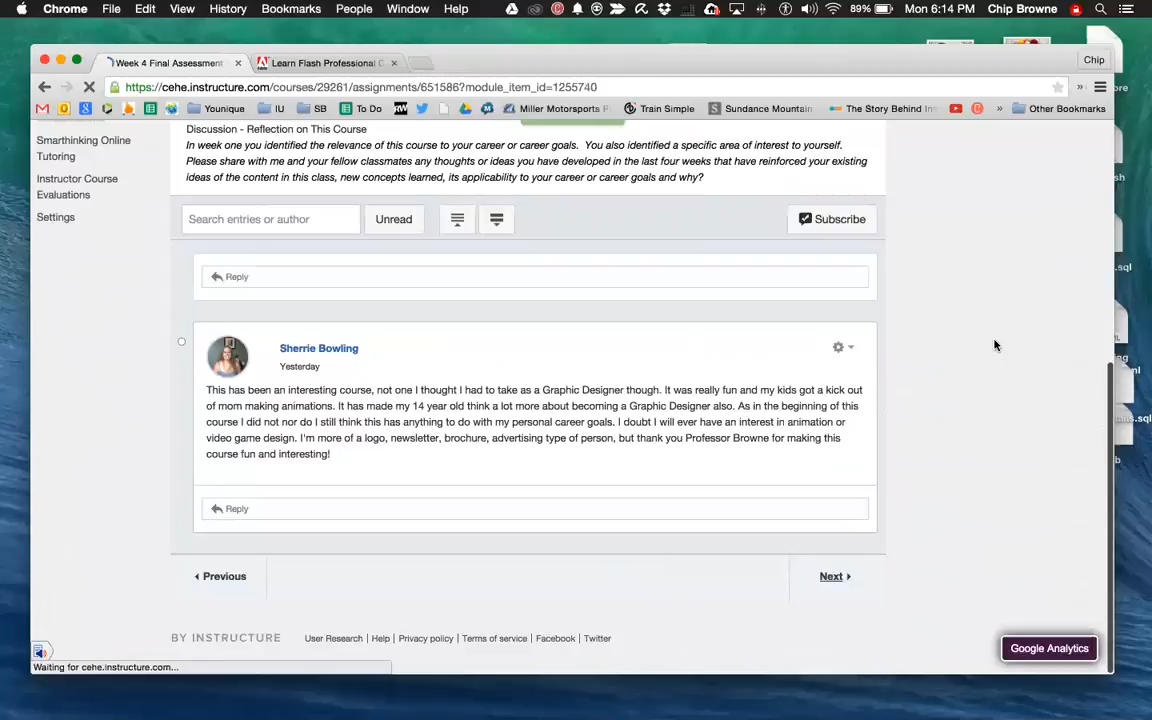 Chrome File Edit View History Bookmarks People Window Help 89% Mon 6:14 PM Chip Browne
Week 4 Final Assessment
Learn Flash Professional C
Chip
https://cehe.instructure.com/courses/29261/assignments/651586?module_item_id=1255740
Younique IU SB To Do Miller Motorsports P Train Simple Sundance Mountain The Story Behind In Other Bookmarks
Smarthinking Online
Tutoring
Instructor Course
Evaluations
Settings
Discussion - Reflection on This Course
In week one you identified the relevance of this course to your career or career goals. You also identified a specific area of interest to yourself.
Please share with me and your fellow classmates any thoughts or ideas you have developed in the last four weeks that have reinforced your existing
ideas of the content in this class, new concepts learned, its applicability to your career or career goals and why?
Search entries or author Unread Subscribe
Reply
Sherrie Bowling
Yesterday
This has been an interesting course, not one I thought I had to take as a Graphic Designer though. It was really fun and my kids got a kick out
of mom making animations. It has made my 14 year old think a lot more about becoming a Graphic Designer also. As in the beginning of this
course I did not nor do I still think this has anything to do with my personal career goals. I doubt I will ever have an interest in animation or
video game design. I'm more of a logo, newsletter, brochure, advertising type of person, but thank you Professor Browne for making this
course fun and interesting!
Reply
Previous Next
BY INSTRUCTURE User Research | Help | Privacy policy | Terms of service | Facebook | Twitter
Google Analytics
Waiting for cehe.instructure.com...
.sql